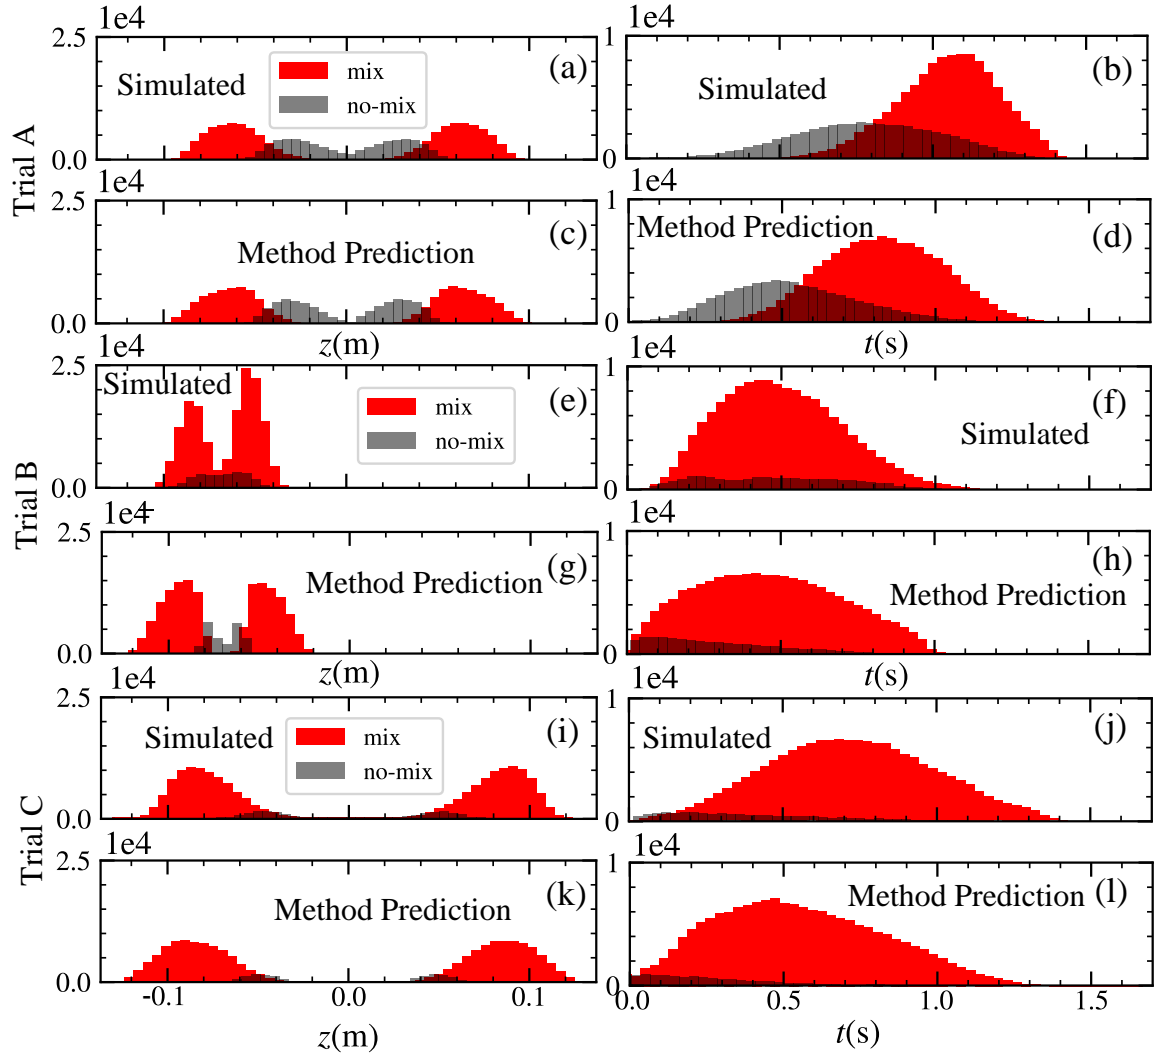 1e4
2.5
0.0
Simulated
mix
no-mix
(a)
Trial A
1e4
1
0
Simulated
(b)
1e4
2.5
0.0
Method Prediction
(c)
z(m)
1e4
1
0
Method Prediction
(d)
t(s)
1e4
2.5
0.0
Simulated
mix
no-mix
(e)
Trial B
1e4
1
0
Simulated
(f)
1e4
2.5
0.0
Method Prediction
(g)
z(m)
1e4
1
0
Method Prediction
(h)
t(s)
1e4
2.5
0.0
Simulated
mix
no-mix
(i)
Trial C
1e4
1
0
Simulated
(j)
1e4
2.5
0.0
Method Prediction
(k)
-0.1 0.0 0.1
z(m)
1e4
1
0
Method Prediction
(l)
0.0 0.5 1.0 1.5
t(s)